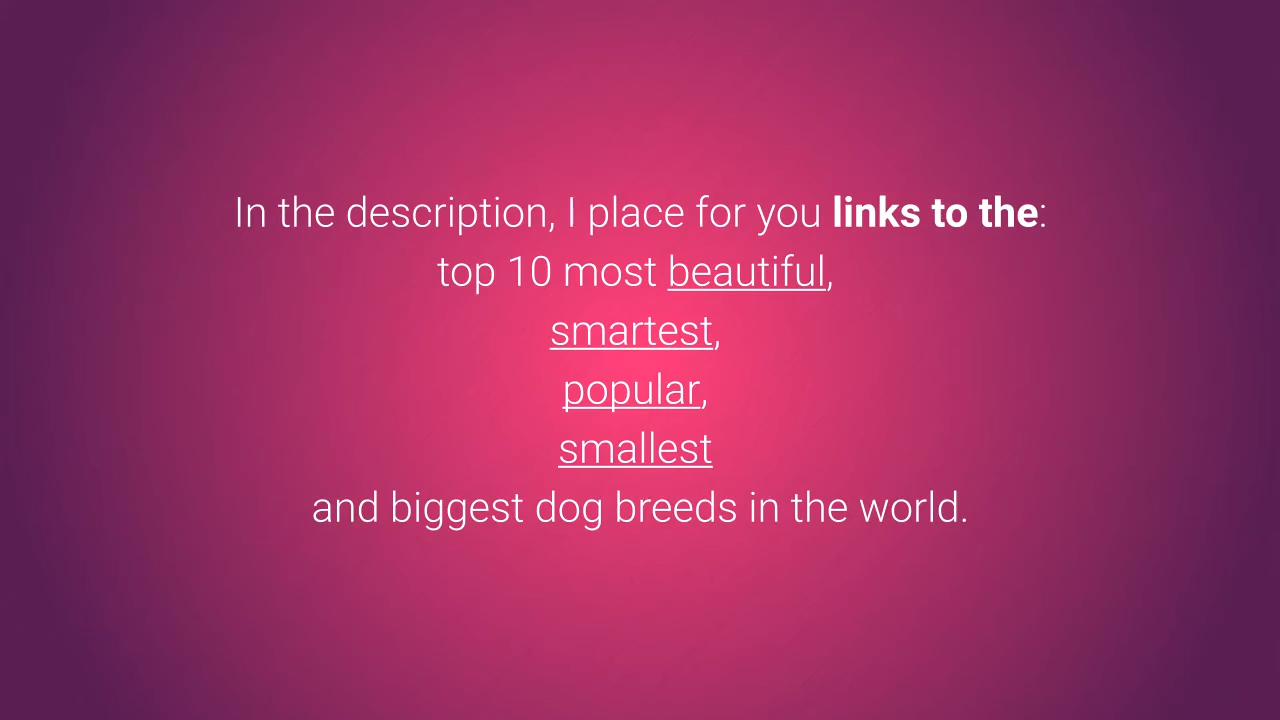 In the description, I place for you links to the:
top 10 most beautiful,
smartest,
popular,
smallest
and biggest dog breeds in the world.